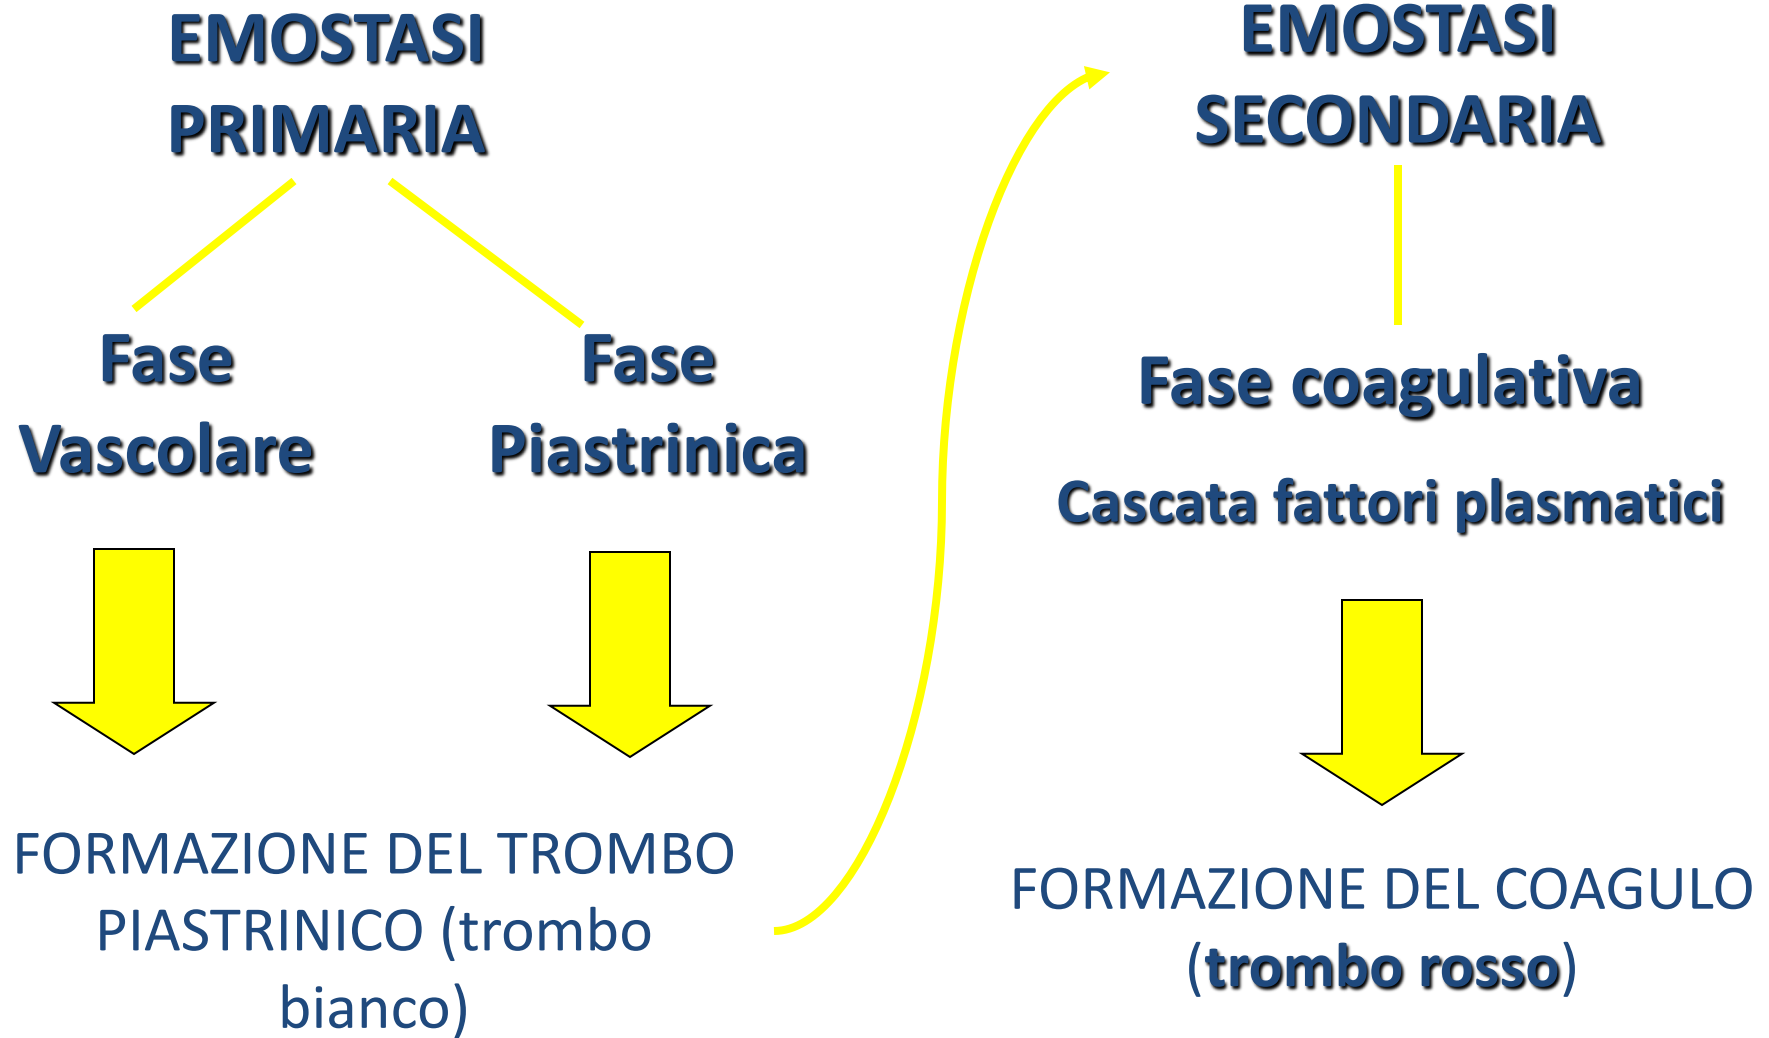 EMOSTASI
PRIMARIA
Fase
Vascolare
Fase
Piastrinica
FORMAZIONE DEL TROMBO
PIASTRINICO (trombo
bianco)
EMOSTASI
SECONDARIA
Fase coagulativa
Cascata fattori plasmatici
FORMAZIONE DEL COAGULO
(trombo rosso)